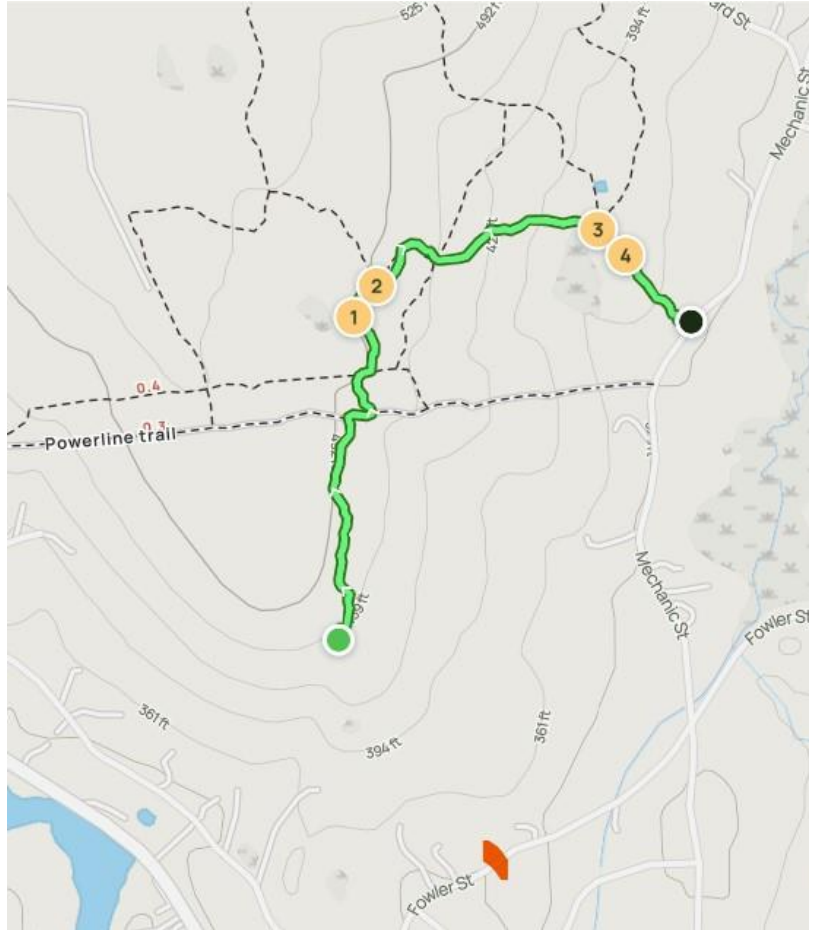 525
492 ft
394 ft
ard St
Mechanic St
3
4
2
1
0.4
0.3
Powerline trail
Mechanic St
Fowler St
361 ft
394 ft
361 ft
Fowler St